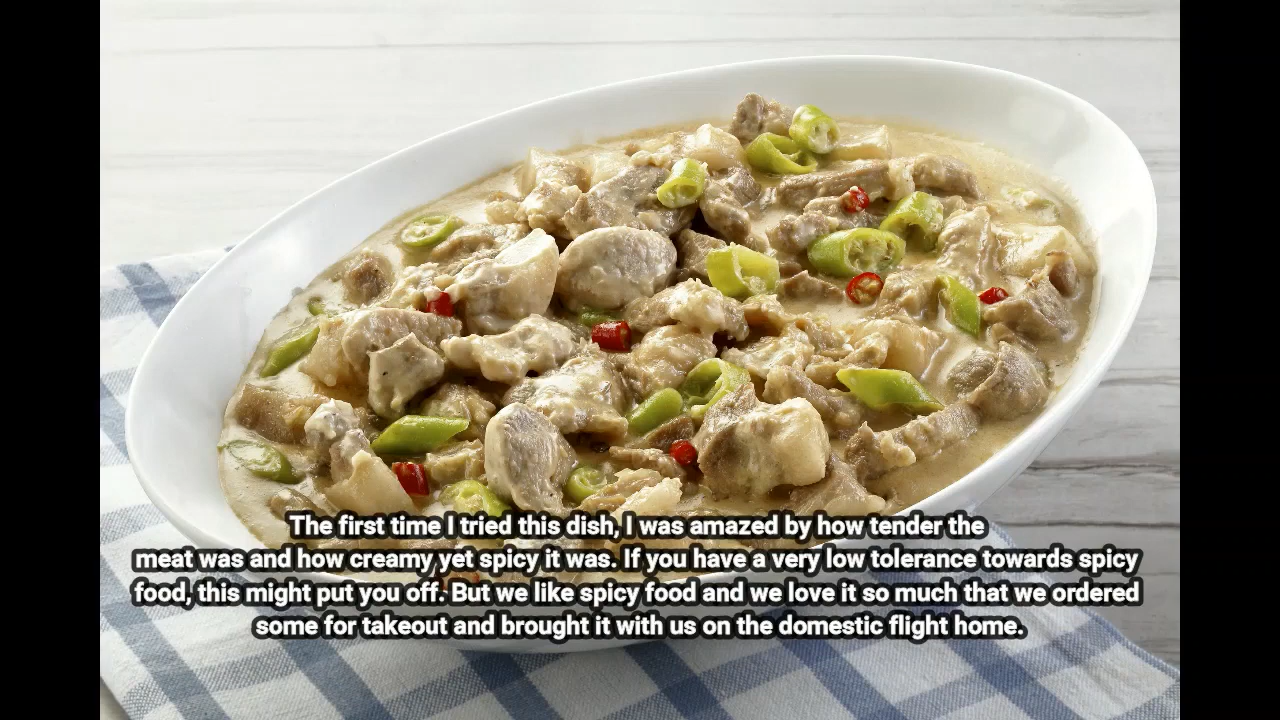 The first time I tried this dish, I was amazed by how tender the
meat was and how creamy yet spicy it was. If you have a very low tolerance towards spicy
food, this might put you off. But we like spicy food and we love it so much that we ordered
some for takeout and brought it with us on the domestic flight home.